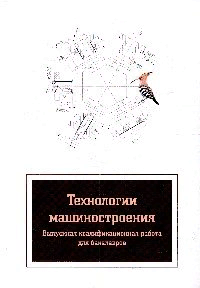 Технологии
машиностроения
Выпускная квалификационная работа
для бакалавров